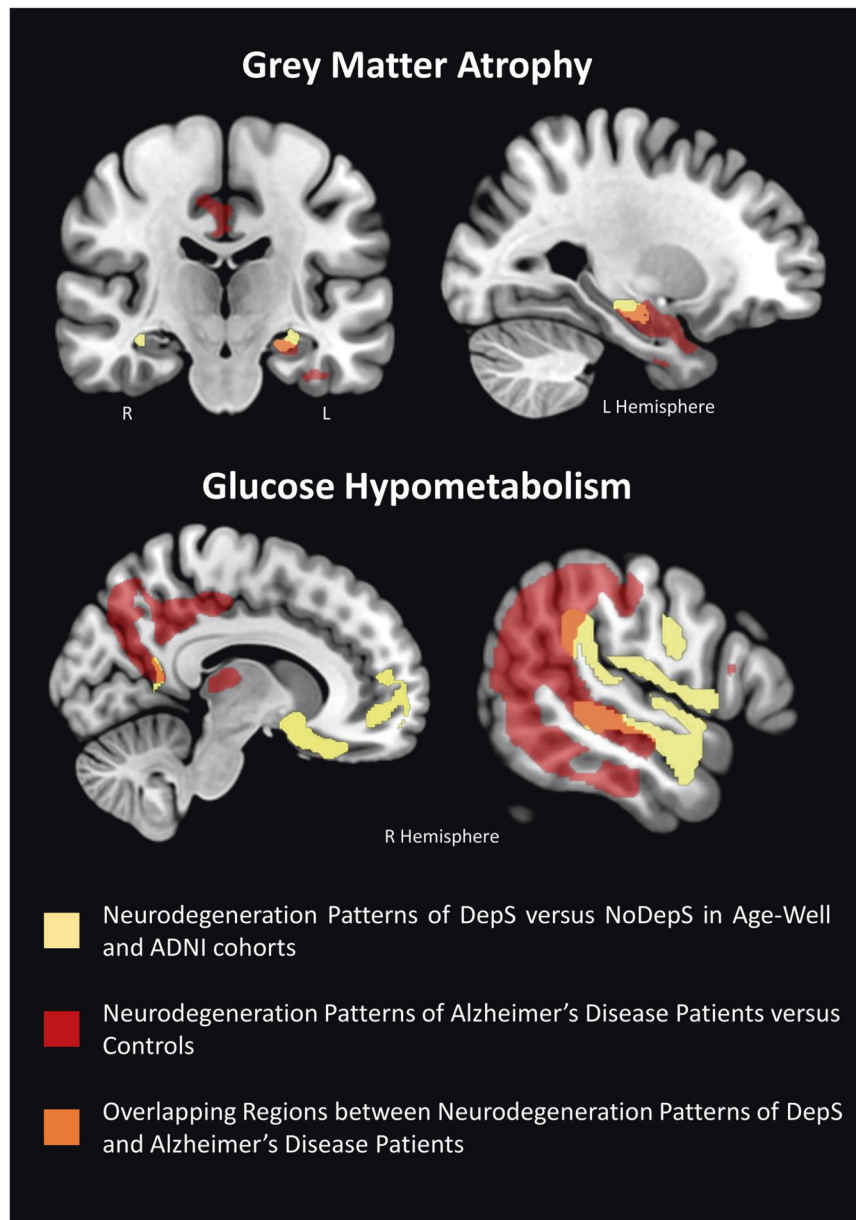 Grey Matter Atrophy
R
L
L Hemisphere
Glucose Hypometabolism
R Hemisphere
Neurodegeneration Patterns of DepS versus NoDepS in Age-Well
and ADNI cohorts
Neurodegeneration Patterns of Alzheimer’s Disease Patients versus
Controls
Overlapping Regions between Neurodegeneration Patterns of DepS
and Alzheimer’s Disease Patients